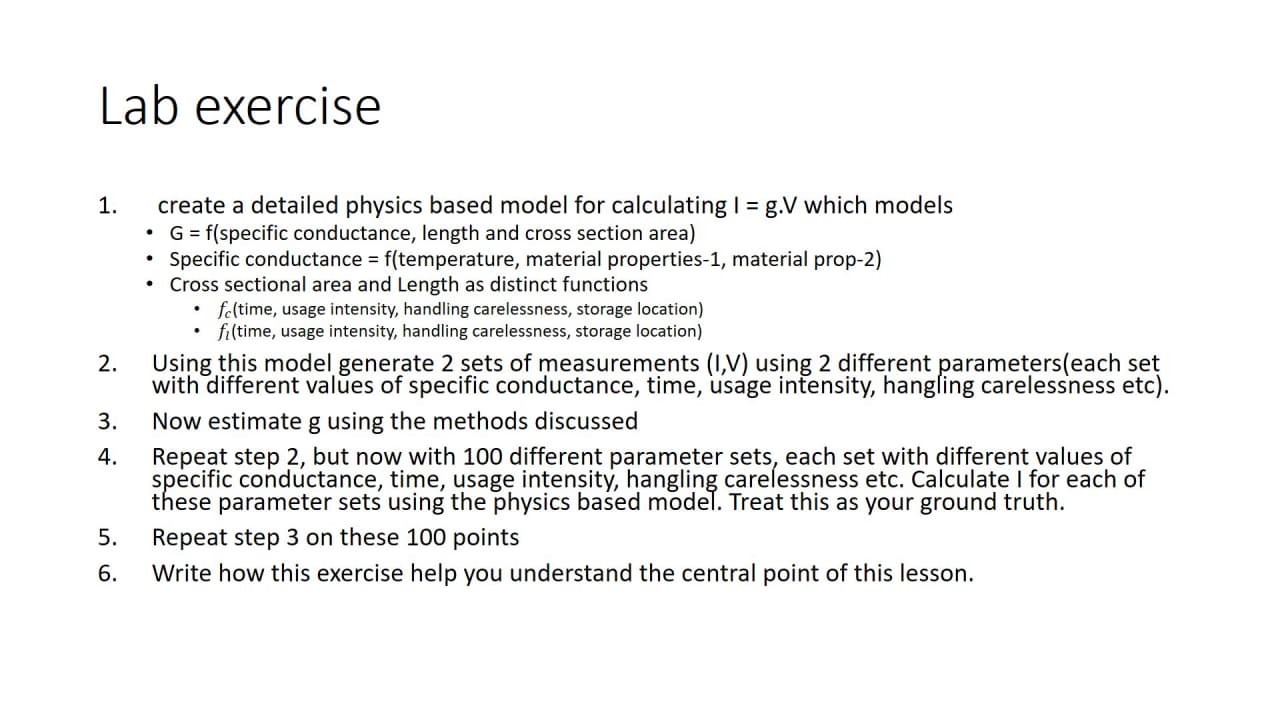 Lab exercise
1. create a detailed physics based model for calculating I = g.V which models
• G = f(specific conductance, length and cross section area)
• Specific conductance = f(temperature, material properties-1, material prop-2)
• Cross sectional area and Length as distinct functions
• f_c(time, usage intensity, handling carelessness, storage location)
• f_l(time, usage intensity, handling carelessness, storage location)
2. Using this model generate 2 sets of measurements (I,V) using 2 different parameters(each set
with different values of specific conductance, time, usage intensity, hangling carelessness etc).
3. Now estimate g using the methods discussed
4. Repeat step 2, but now with 100 different parameter sets, each set with different values of
specific conductance, time, usage intensity, hangling carelessness etc. Calculate I for each of
these parameter sets using the physics based model. Treat this as your ground truth.
5. Repeat step 3 on these 100 points
6. Write how this exercise help you understand the central point of this lesson.